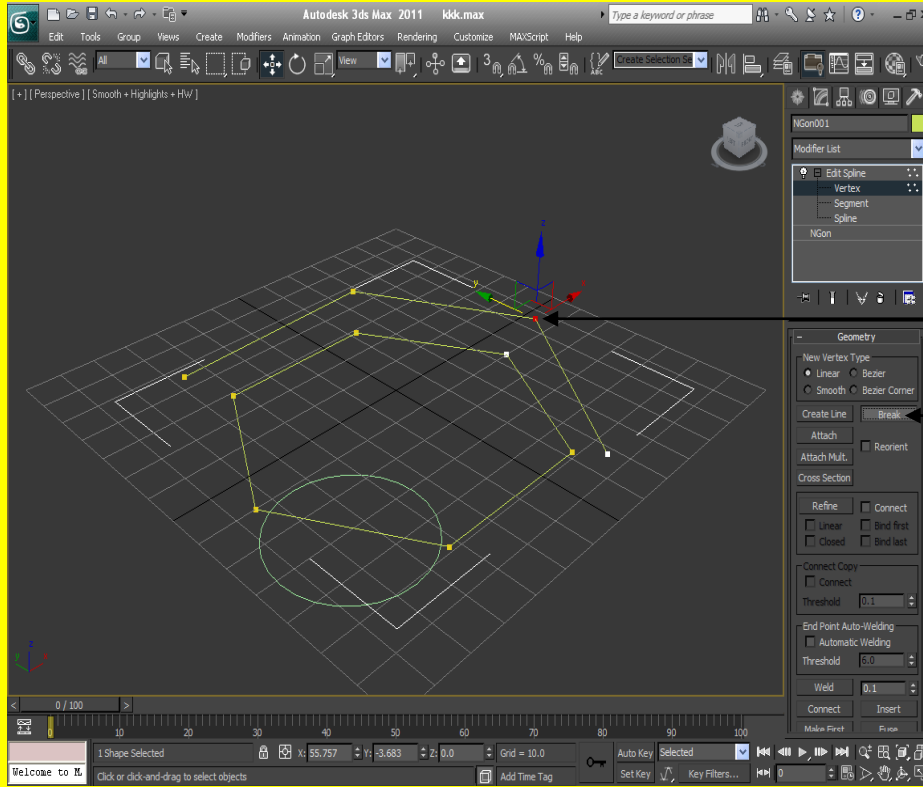 Autodesk 3ds Max 2011 kkk.max
Type a keyword or phrase
Edit Tools Group Views Create Modifiers Animation Graph Editors Rendering Customize MAXScript Help
All
View
3
Create Selection Se
[ + ] [ Perspective ] [ Smooth + Highlights + HW ]
NGon001
Modifier List
Edit Spline
Vertex
Segment
Spline
NGon
z
y
x
Geometry
New Vertex Type
Linear Bezier
Smooth Bezier Corner
Create Line Break
Attach
Reorient
Attach Mult.
Cross Section
Refine Connect
Linear Bind first
Closed Bind last
Connect Copy
Connect
Threshold 0.1
End Point Auto-Welding
Automatic Welding
Threshold 6.0
Weld 0.1
Connect Insert
Make First Fuse
z
y x
< 0 / 100 >
0 10 20 30 40 50 60 70 80 90 100
1 Shape Selected X: 55.757 Y: -3.683 Z: 0.0 Grid = 10.0 Auto Key Selected
Welcome to M Click or click-and-drag to select objects Add Time Tag Set Key Key Filters... 0